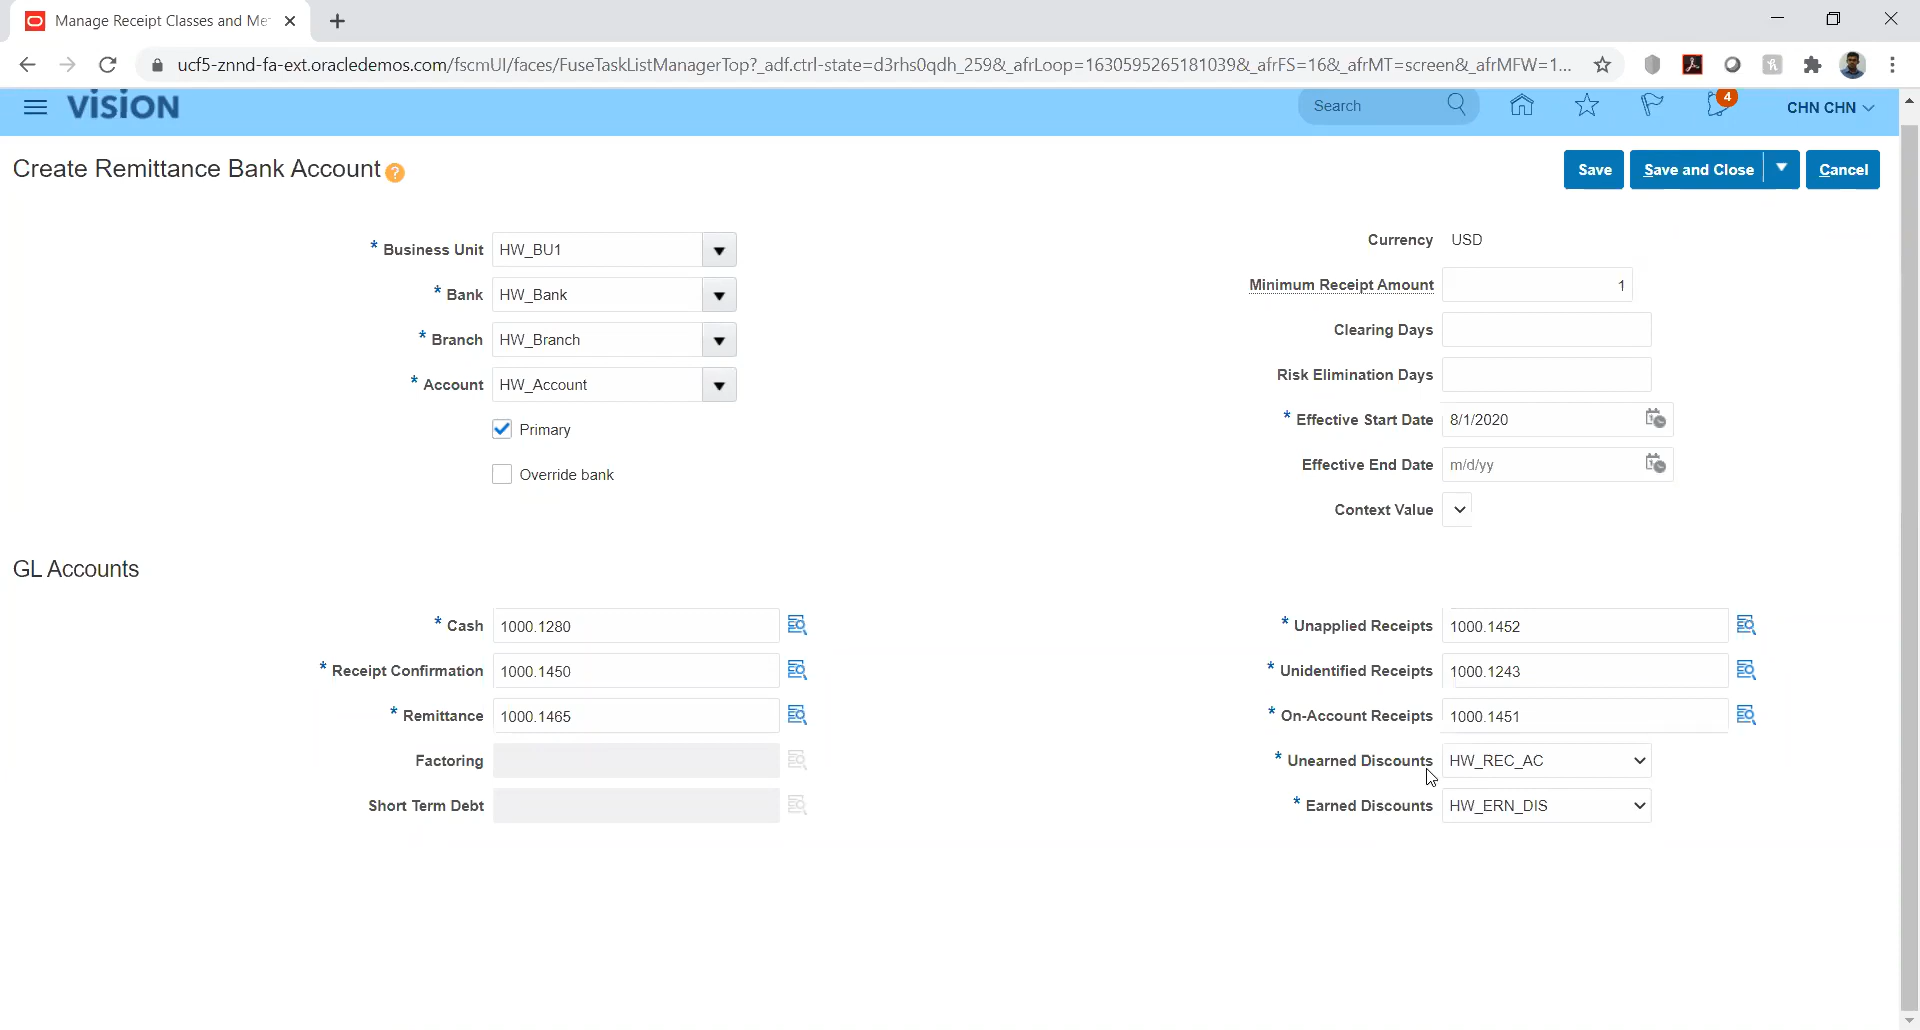 Manage Receipt Classes and Me
ucf5-znnd-fa-ext.oracledemos.com/fscmUI/faces/FuseTaskListManagerTop?_adf.ctrl-state=d3rhs0qdh_259&_afrLoop=1630595265181039&_afrFS=16&_afrMT=screen&_afrMFW=1...
VISION
Search
4
CHN CHN
Create Remittance Bank Account
?
Save
Save and Close
Cancel
* Business Unit HW_BU1
* Bank HW_Bank
* Branch HW_Branch
* Account HW_Account
Primary
Override bank
Currency USD
Minimum Receipt Amount 1
Clearing Days
Risk Elimination Days
* Effective Start Date 8/1/2020
Effective End Date m/d/yy
Context Value
GL Accounts
* Cash 1000.1280
* Receipt Confirmation 1000.1450
* Remittance 1000.1465
Factoring
Short Term Debt
* Unapplied Receipts 1000.1452
* Unidentified Receipts 1000.1243
* On-Account Receipts 1000.1451
* Unearned Discounts HW_REC_AC
* Earned Discounts HW_ERN_DIS